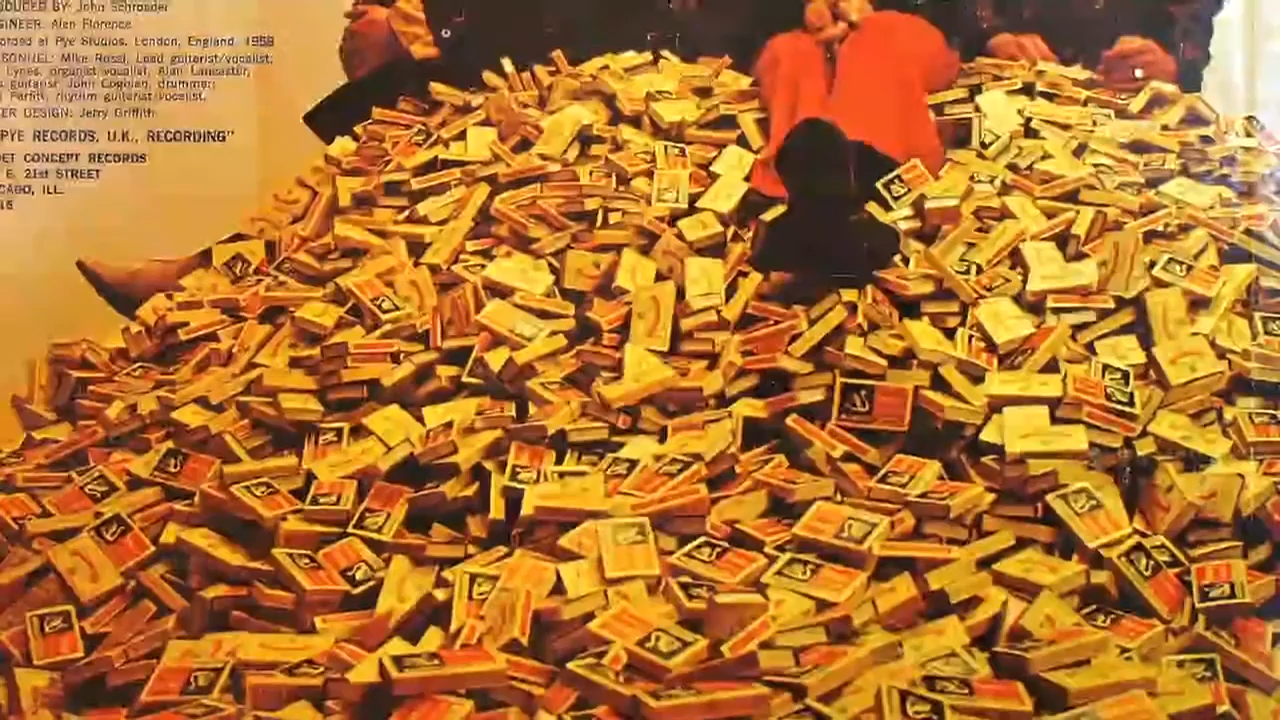 DUCED BY: John Schroeder
GINEER: Alan Florence
orded at Pye Studios, London, England 1968
SONNEL: Mike Rossi, Lead guitarist/vocalist;
Lynes, organist vocalist, Alan Lancaster,
guitarist John Coghlan, drummer;
Parfitt, rhythm guitarist vocalist.
ER DESIGN: Jerry Griffith
PYE RECORDS, U.K., RECORDING"
ET CONCEPT RECORDS
E. 21st STREET
CAGO, ILL.
16